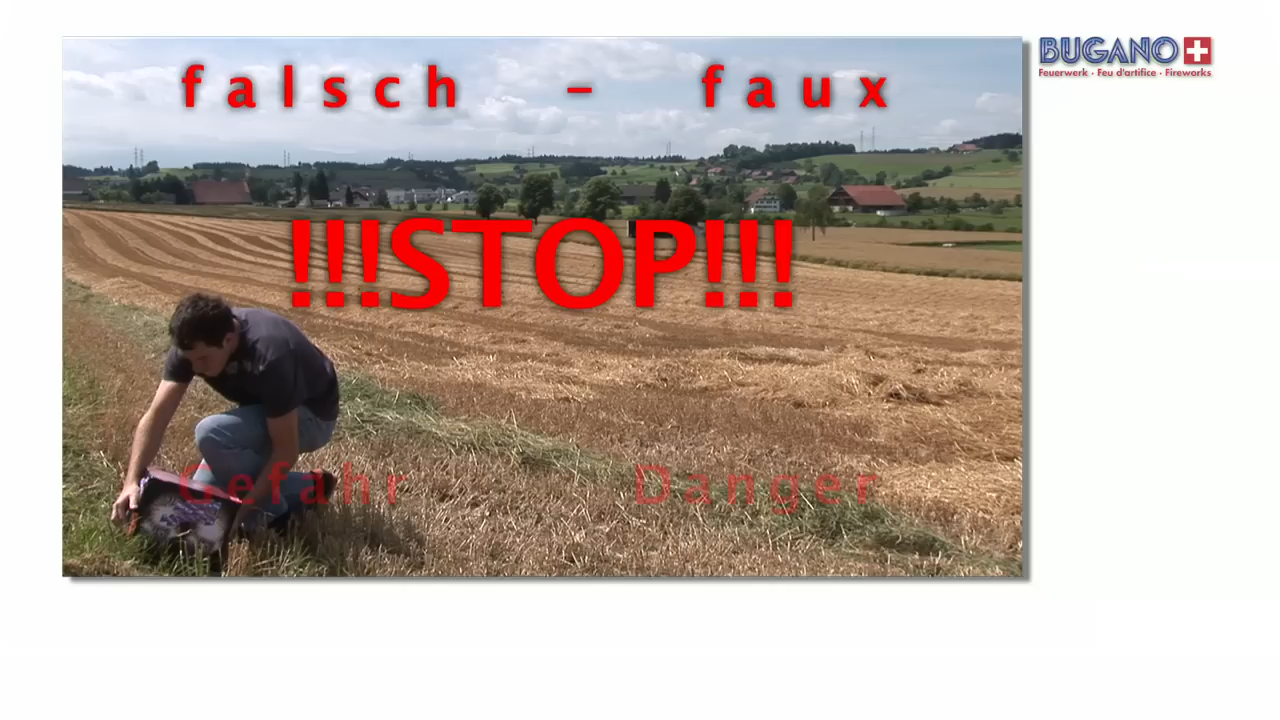 BUGANO
Feuerwerk · Feu d'artifice · Fireworks
falsch - faux
!!!STOP!!!
Gefahr Danger